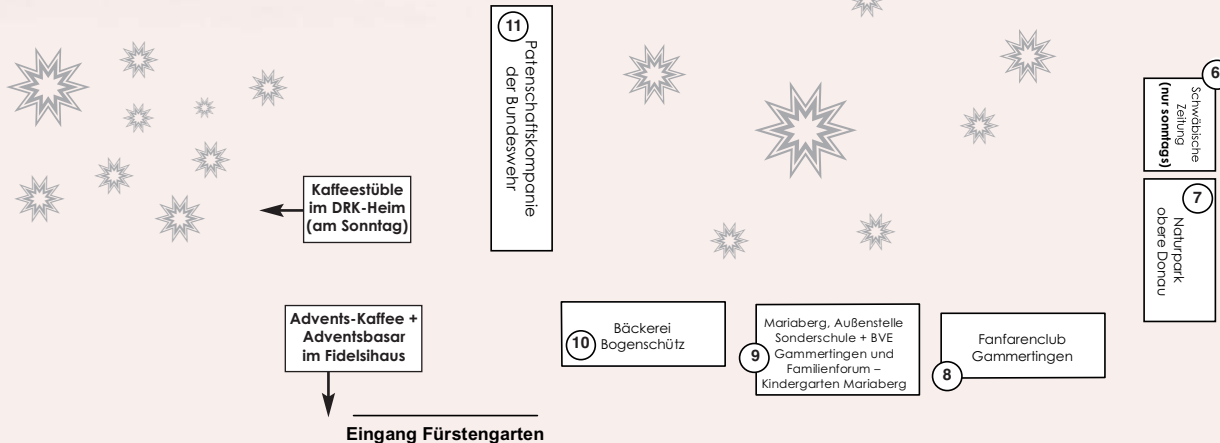 11
Patenschaftskompanie
der Bundeswehr
6
Schwäbische
Zeitung
(nur sonntags)
Kaffeestüble
im DRK-Heim
(am Sonntag)
7
Naturpark
obere Donau
Advents-Kaffee +
Adventsbasar
im Fidelishaus
10
Bäckerei
Bogenschütz
9
Mariaberg, Außenstelle
Sonderschule + BVE
Gammertingen und
Familienforum –
Kindergarten Mariaberg
8
Fanfarenclub
Gammertingen
Eingang Fürstengarten